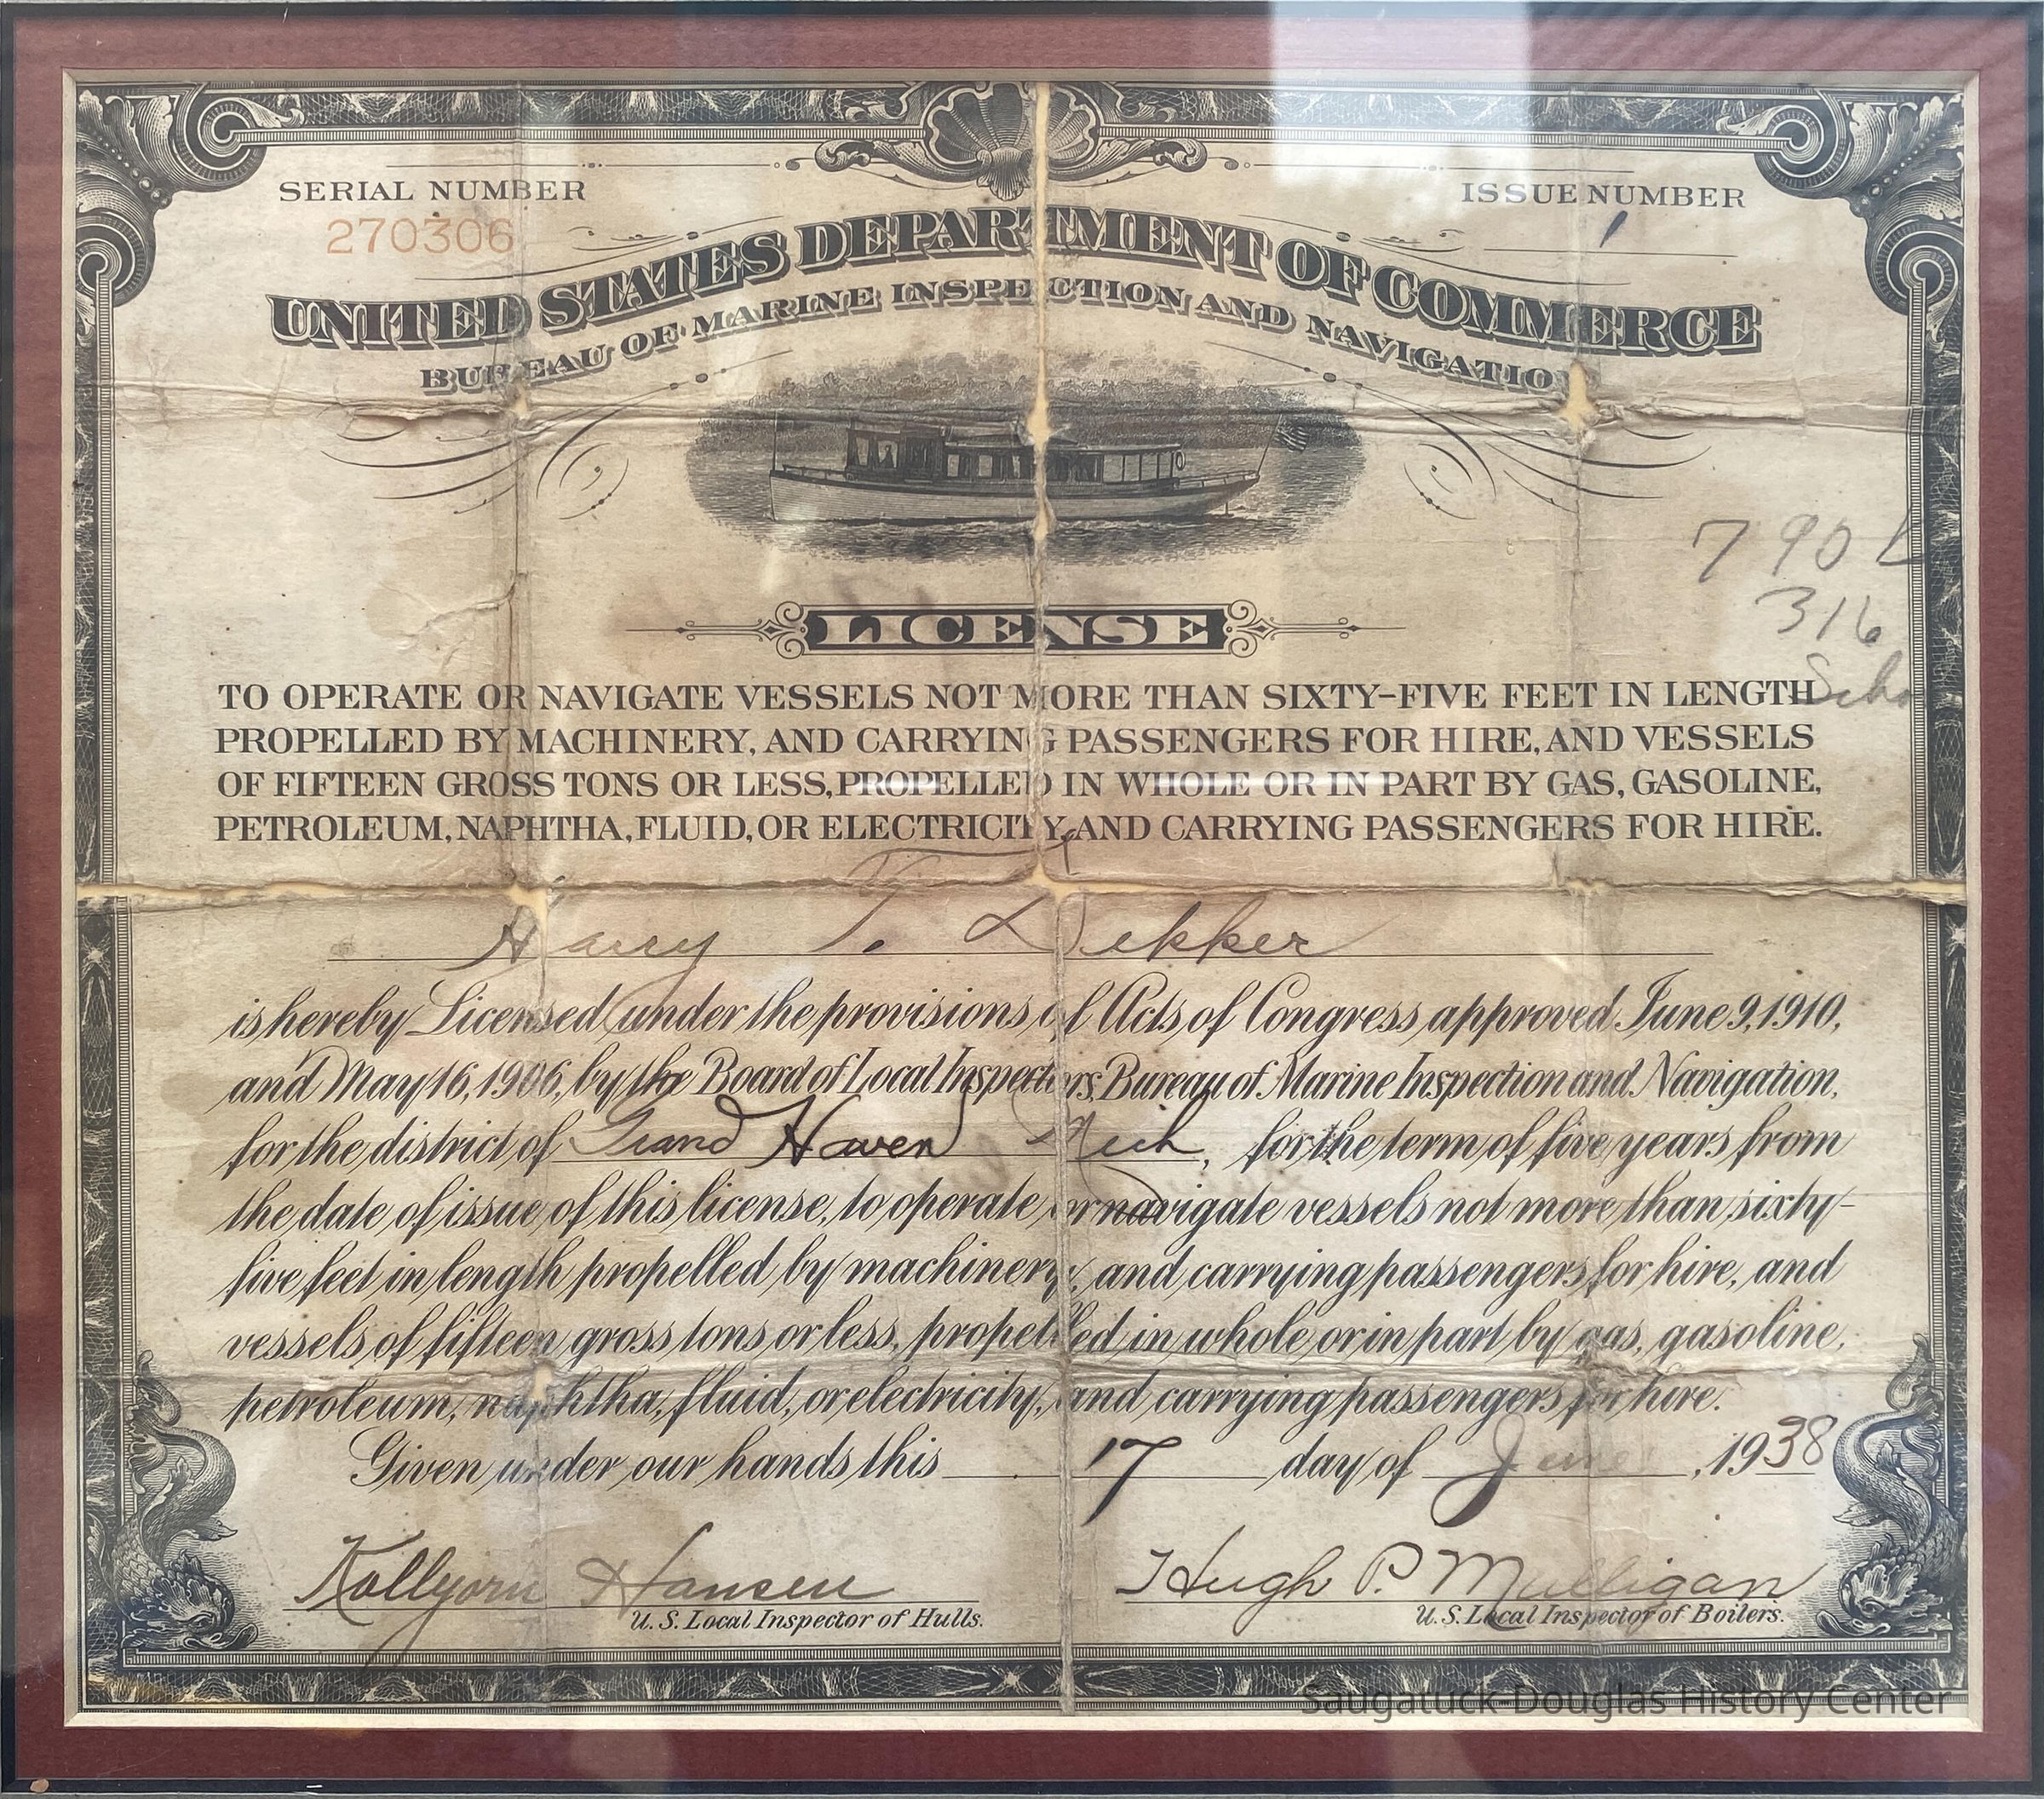 SERIAL NUMBER
270306
ISSUE NUMBER
1
UNITED STATES DEPARTMENT OF COMMERCE
BUREAU OF MARINE INSPECTION AND NAVIGATIO
790
316
LICENSE
TO OPERATE OR NAVIGATE VESSELS NOT MORE THAN SIXTY-FIVE FEET IN LENGTH
PROPELLED BY MACHINERY, AND CARRYING PASSENGERS FOR HIRE, AND VESSELS
OF FIFTEEN GROSS TONS OR LESS, PROPELLED IN WHOLE OR IN PART BY GAS, GASOLINE,
PETROLEUM, NAPHTHA, FLUID, OR ELECTRICITY, AND CARRYING PASSENGERS FOR HIRE.
Harry T. Dekker
is hereby Licensed under the provisions of Acts of Congress approved June 9, 1910,
and May 16, 1906, by the Board of Local Inspectors, Bureau of Marine Inspection and Navigation,
for the district of Grand Haven Mich, for the term of five years from
the date of issue of this license, to operate or navigate vessels not more than sixty-
five feet in length propelled by machinery, and carrying passengers for hire, and
vessels of fifteen gross tons or less, propelled in whole or in part by gas, gasoline,
petroleum, naphtha, fluid, or electricity, and carrying passengers for hire.
Given under our hands this 17 day of June, 1938
Hansen
Hugh P. Mulligan
U.S. Local Inspector of Hulls.
U.S. Local Inspector of Boilers.
Saugatuck-Douglas History Center